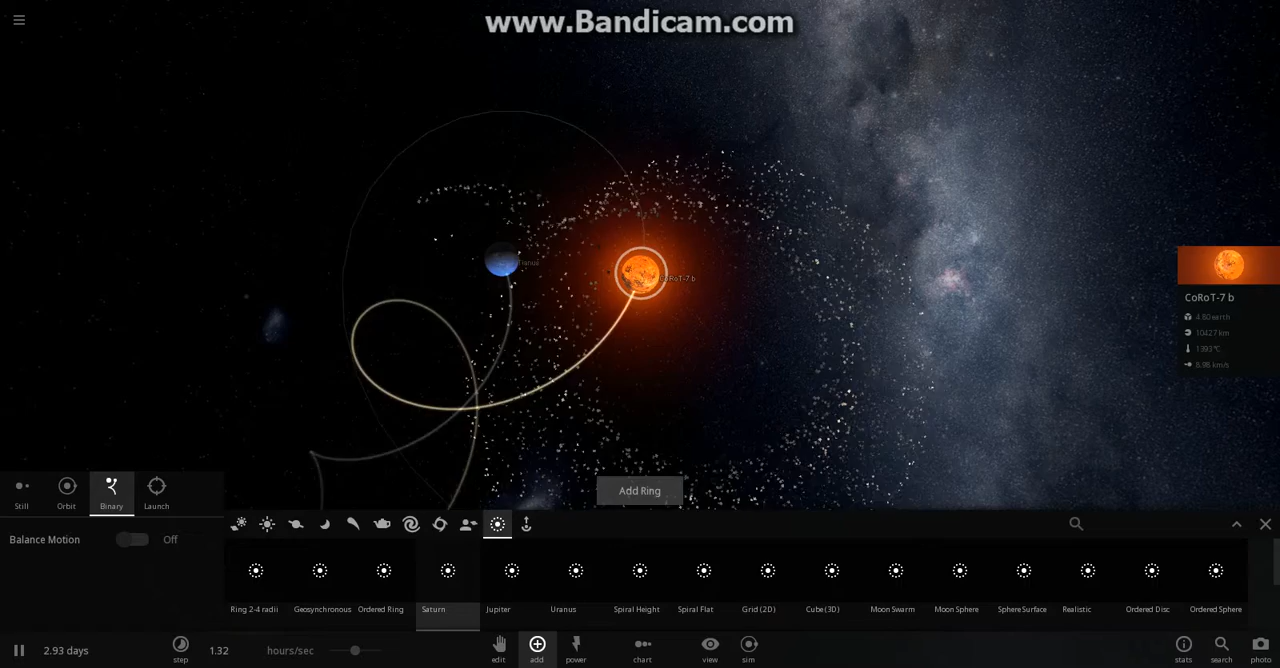 www.Bandicam.com
Uranus
CoRoT-7 b
CoRoT-7 b
4.60 earth
10427 km
1393°C
8.98 km/s
Add Ring
Still
Orbit
Binary
Launch
Balance Motion
Off
Ring 2-4 radii
Geosynchronous
Ordered Ring
Saturn
Jupiter
Uranus
Spiral Height
Spiral Flat
Grid (2D)
Cube (3D)
Moon Swarm
Moon Sphere
Sphere Surface
Realistic
Ordered Disc
Ordered Sphere
2.93 days
step
1.32
hours/sec
edit
add
power
chart
view
sim
stats
search
photo